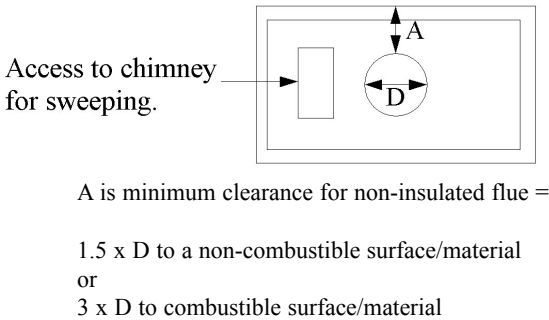 A
Access to chimney
for sweeping.
D
A is minimum clearance for non-insulated flue =
1.5 x D to a non-combustible surface/material
or
3 x D to combustible surface/material